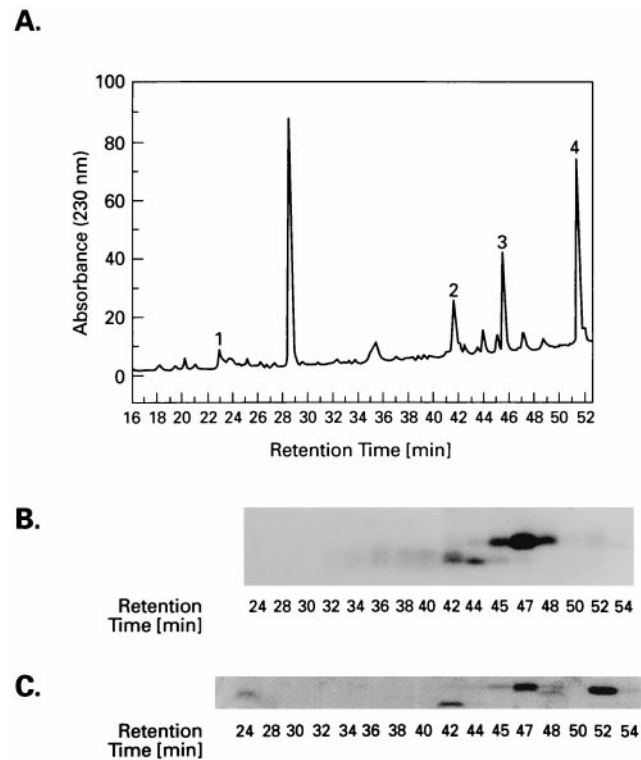 A.
100
80
60
40
20
0
Absorbance (230 nm)
1
2
3
4
16 18 20 22 24 26 28 30 32 34 36 38 40 42 44 46 48 50 52
Retention Time [min]
B.
Retention
Time [min]
24 28 30 32 34 36 38 40 42 44 45 47 48 50 52 54
C.
Retention
Time [min]
24 28 30 32 34 36 38 40 42 44 45 47 48 50 52 54